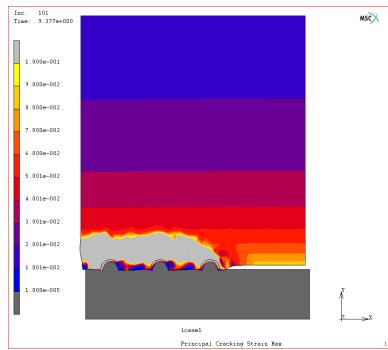 Inc: 101
Time: 9.377e+000
MSC
1.000e-001
9.000e-002
8.000e-002
7.000e-002
6.000e-002
5.001e-002
4.001e-002
3.001e-002
2.001e-002
1.001e-002
1.000e-005
Y
Z X
lcase1
Principal Cracking Strain Max
1